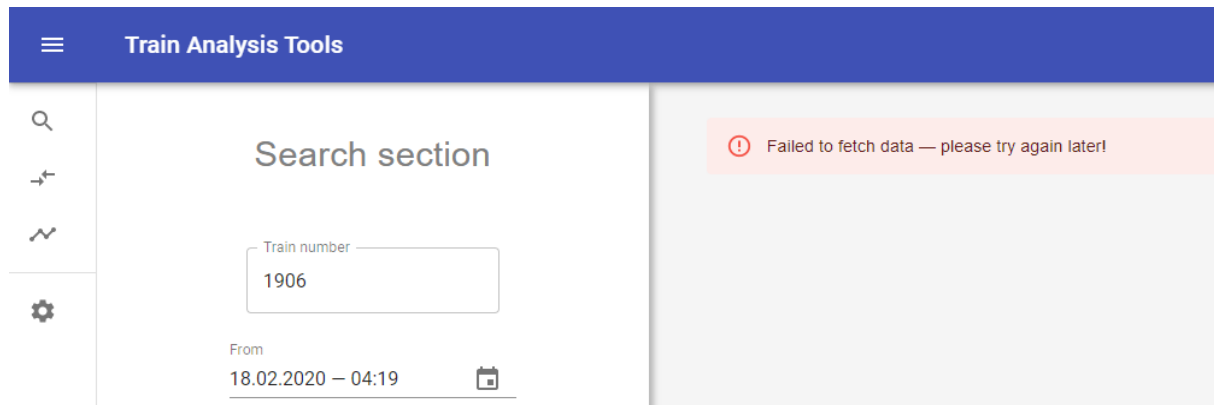 Train Analysis Tools
Search section
Train number
1906
From
18.02.2020 — 04:19
Failed to fetch data — please try again later!